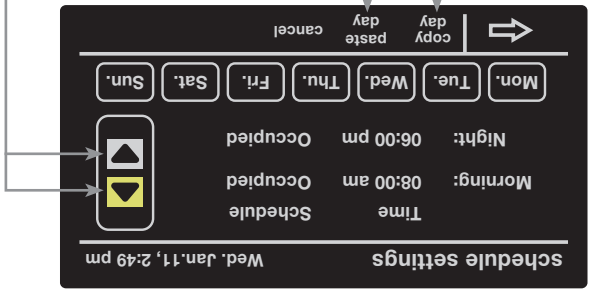 schedule settings Wed. Jan.11, 2:49 pm
Time Schedule
Morning: 08:00 am Occupied
Night: 06:00 pm Occupied
Mon. Tue. Wed. Thu. Fri. Sat. Sun.
copy day paste day cancel